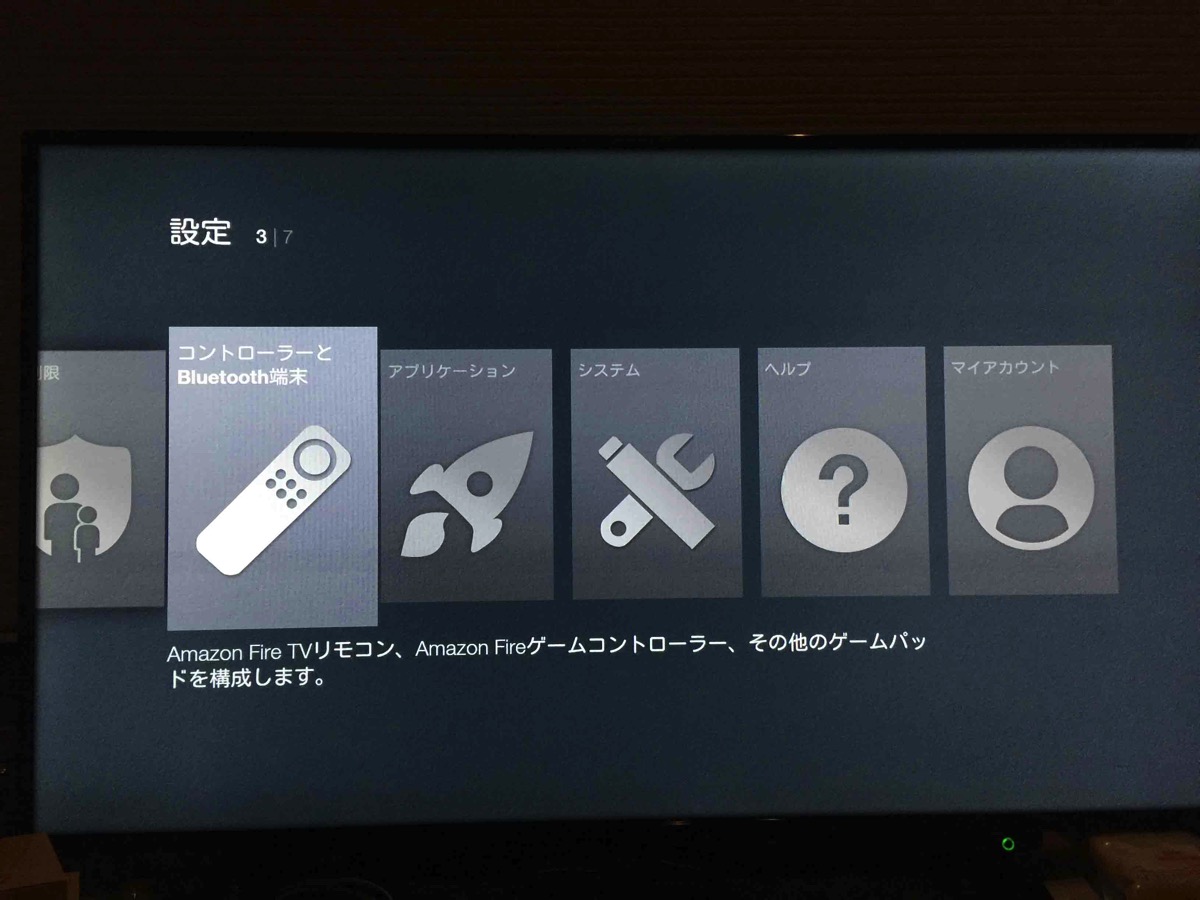 設定 3|7
限
コントローラーと
Bluetooth端末
アプリケーション
システム
ヘルプ
マイアカウント
Amazon Fire TVリモコン、Amazon Fireゲームコントローラー、その他のゲームパッ
ドを構成します。